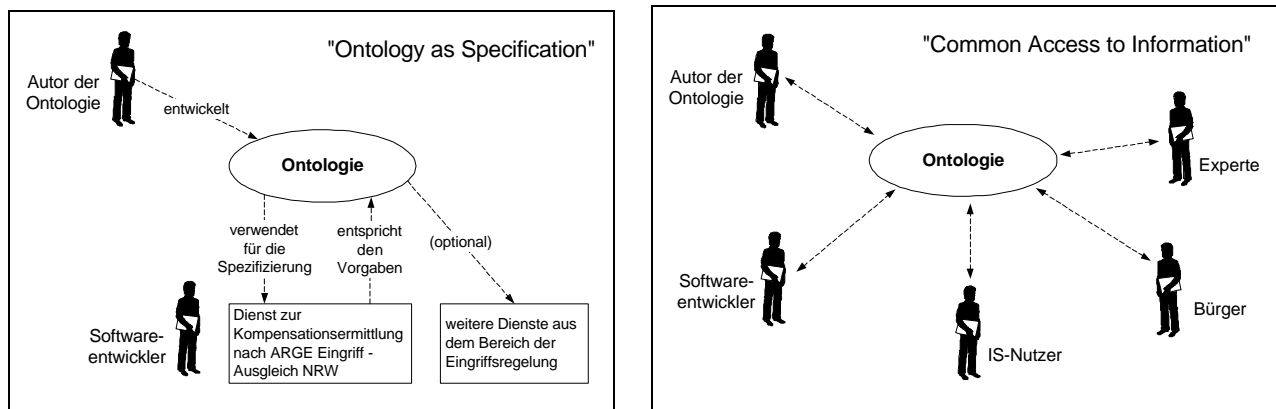 "Ontology as Specification"
Autor der
Ontologie
entwickelt
Ontologie
verwendet
für die
Spezifizierung
entspricht
den
Vorgaben
(optional)
Software-
entwickler
Dienst zur
Kompensationsermittlung
nach ARGE Eingriff -
Ausgleich NRW
weitere Dienste aus
dem Bereich der
Eingriffsregelung
"Common Access to Information"
Autor der
Ontologie
Ontologie
Experte
Software-
entwickler
Bürger
IS-Nutzer